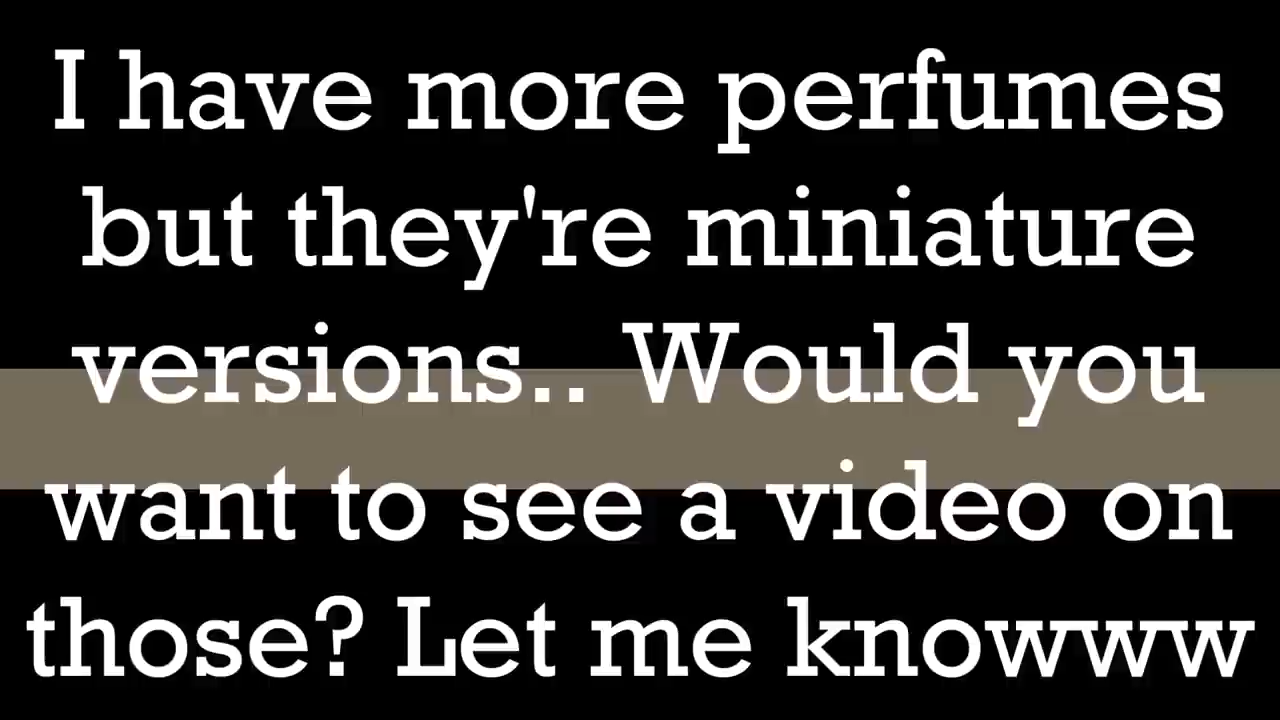 I have more perfumes
but they're miniature
versions.. Would you
want to see a video on
those? Let me knowww